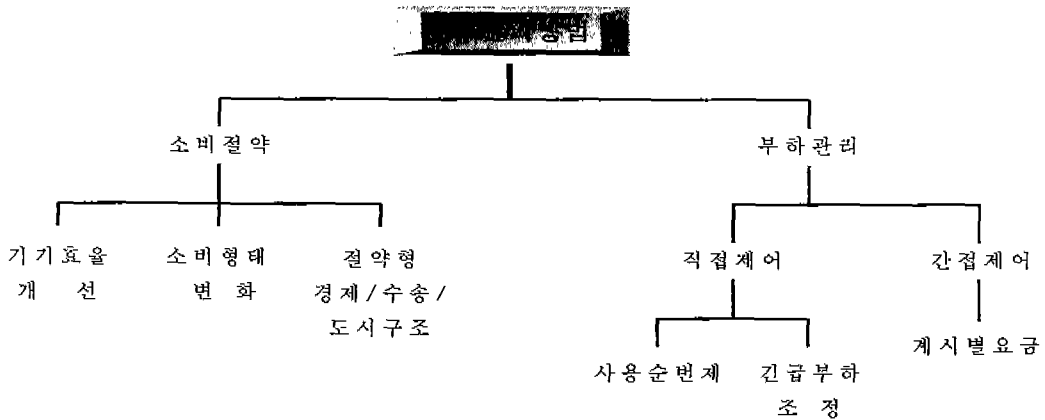 소비절약
부하관리
기기효율
개 선
소비형태
변 화
절약형
경제/수송/
도시구조
직접제어
간접제어
사용순번제
긴급부하
조 정
계시별요금